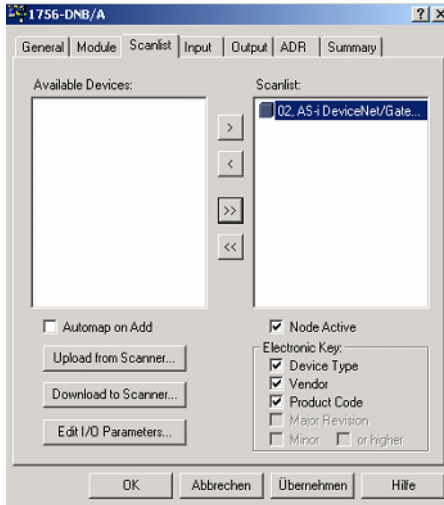 1756-DNB/A
General Module Scanlist Input Output ADR Summary
Available Devices:
Scanlist:
02, AS-i DeviceNet/Gate...
>
<
>>
<<
Automap on Add
Node Active
Upload from Scanner...
Download to Scanner...
Edit I/O Parameters...
Electronic Key:
Device Type
Vendor
Product Code
Major Revision
Minor or higher
OK Abbrechen Übernehmen Hilfe